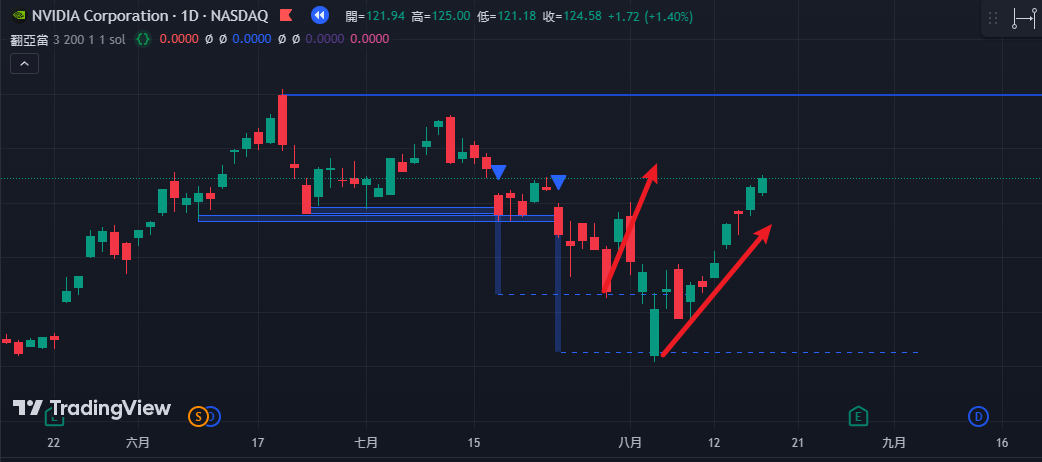 NVIDIA Corporation · 1D · NASDAQ 開=121.94 高=125.00 低=121.18 收=124.58 +1.72 (+1.40%)
翻亞當 3 200 1 1 sol {} 0.0000 Ø Ø 0.0000 Ø Ø 0.0000 0.0000
TradingView
E S D E D
22 六月 17 七月 15 八月 12 21 九月 16